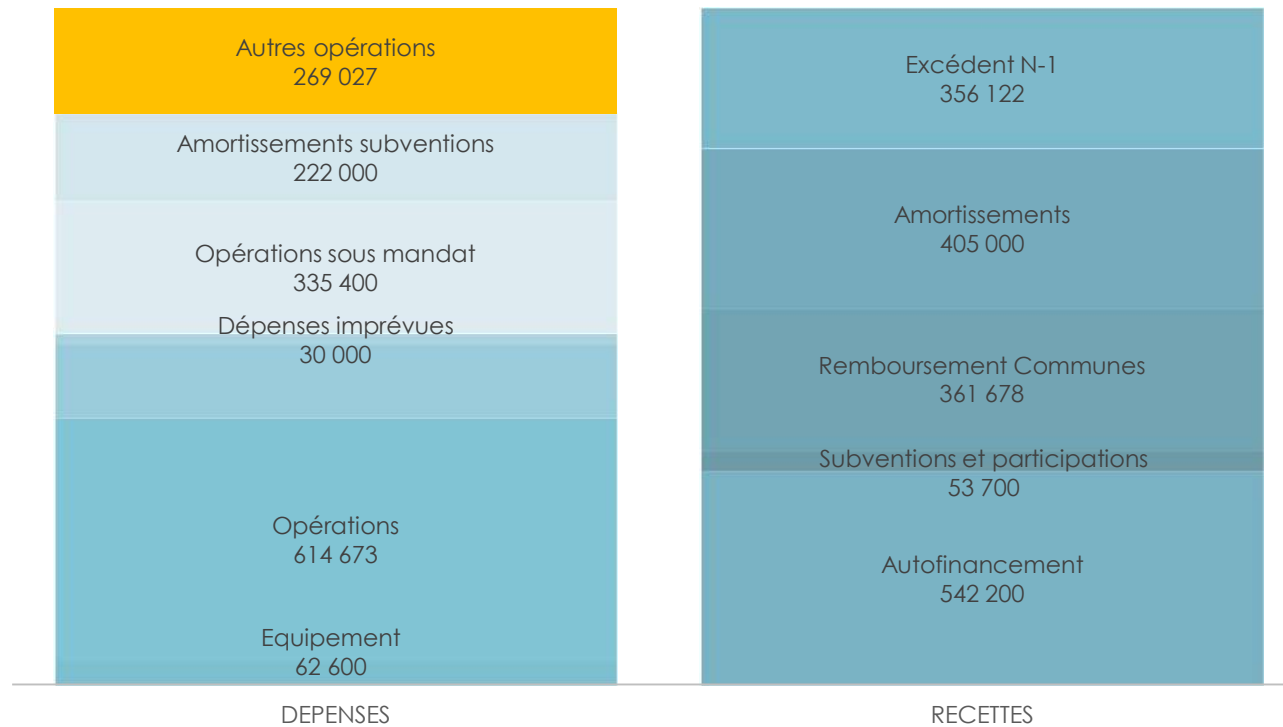 Autres opérations
269 027
Amortissements subventions
222 000
Opérations sous mandat
335 400
Dépenses imprévues
30 000
Opérations
614 673
Equipement
62 600
DEPENSES
Excédent N-1
356 122
Amortissements
405 000
Remboursement Communes
361 678
Subventions et participations
53 700
Autofinancement
542 200
RECETTES